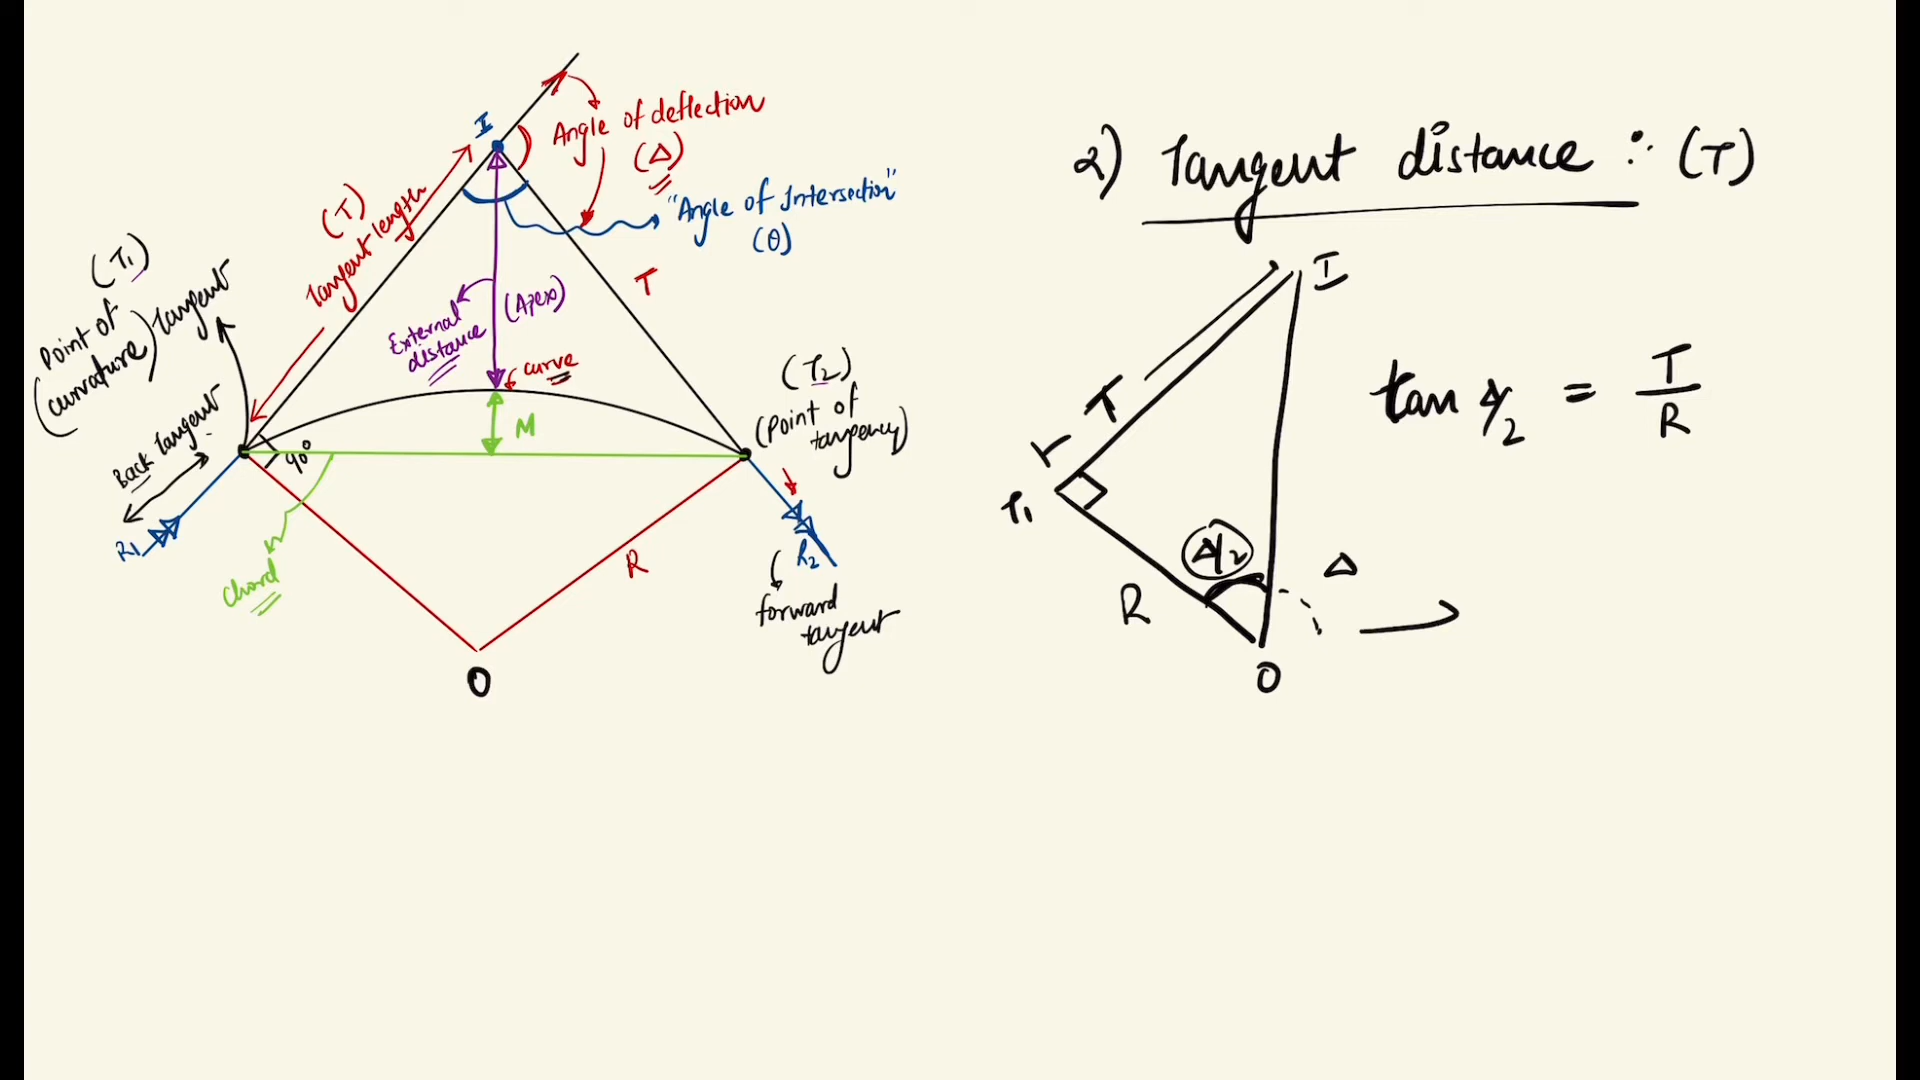 I
Angle of deflection
(Δ)
"Angle of Intersection"
(θ)
(T)
Tangent length
(T₁)
Point of
(curvature) tangent
Back tangent
R₁
90°
External
distance
(Apex)
curve
M
T
(T₂)
(Point of
tangency)
R₂
forward
tangent
chord
R
O
2) Tangent distance : (T)
I
T
T₁
R
Δ/2
Δ
O
tan Δ/2 = T/R